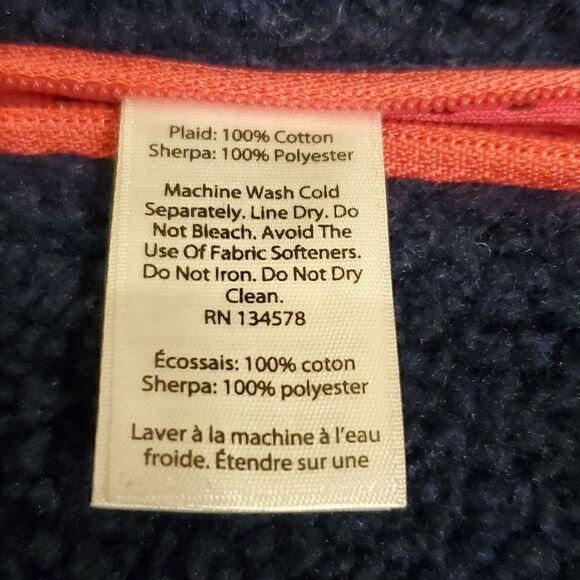 Plaid: 100% Cotton
Sherpa: 100% Polyester
Machine Wash Cold
Separately. Line Dry. Do
Not Bleach. Avoid The
Use Of Fabric Softeners.
Do Not Iron. Do Not Dry
Clean.
RN 134578
Écossais: 100% coton
Sherpa: 100% polyester
Laver à la machine à l'eau
froide. Étendre sur une